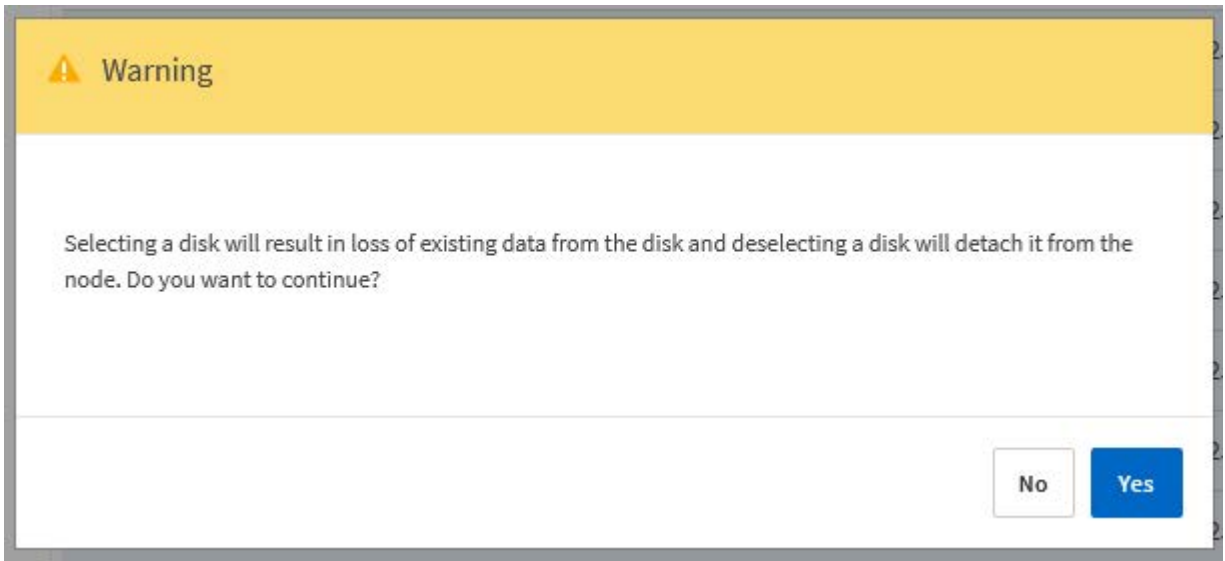 Warning
Selecting a disk will result in loss of existing data from the disk and deselecting a disk will detach it from the
node. Do you want to continue?
No
Yes